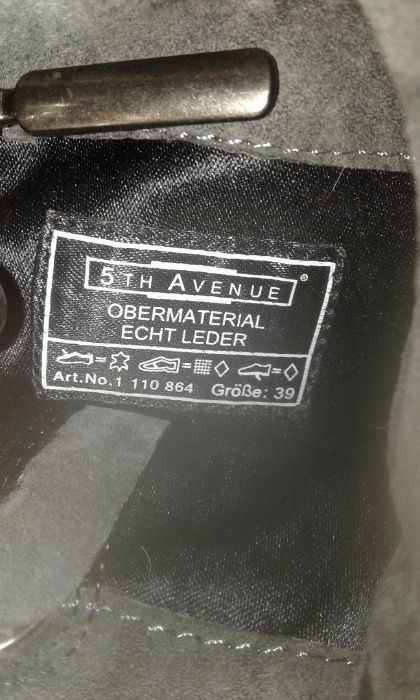 5TH AVENUE®
OBERMATERIAL
ECHT LEDER
= = =
Art.No.1 110 864 Größe: 39